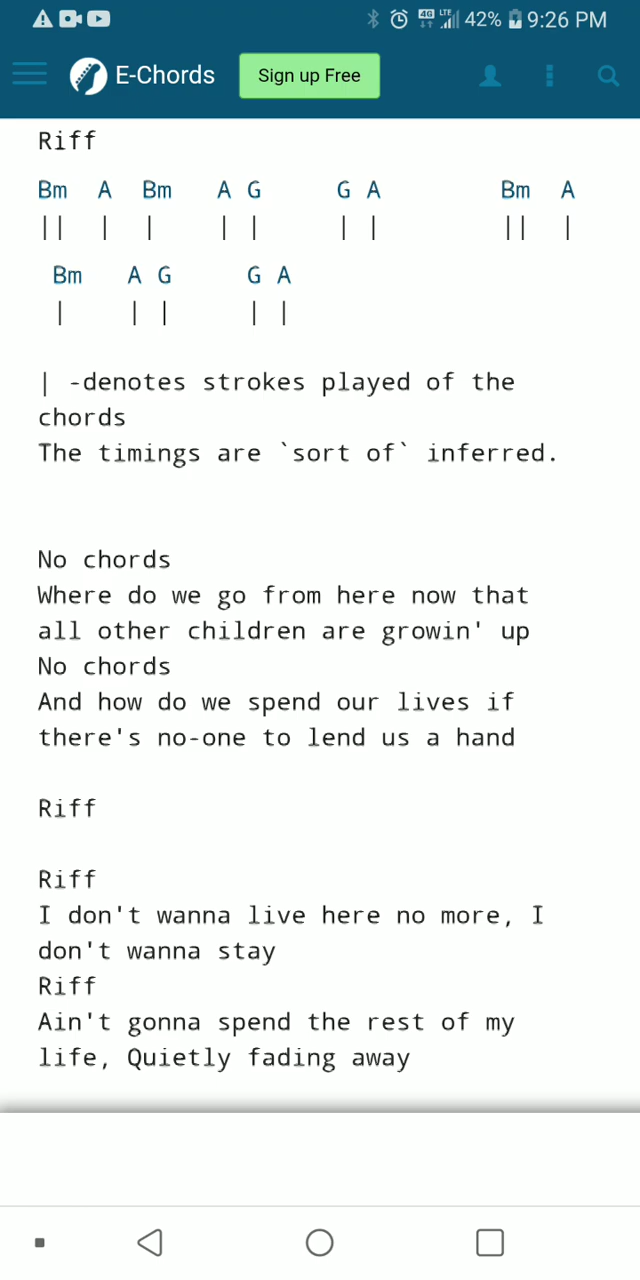 42% 9:26 PM
E-Chords Sign up Free
Riff
Bm A Bm A G G A Bm A
|| | | | | | | || |
Bm A G G A
| | | | |
| -denotes strokes played of the
chords
The timings are `sort of` inferred.
No chords
Where do we go from here now that
all other children are growin' up
No chords
And how do we spend our lives if
there's no-one to lend us a hand
Riff
Riff
I don't wanna live here no more, I
don't wanna stay
Riff
Ain't gonna spend the rest of my
life, Quietly fading away